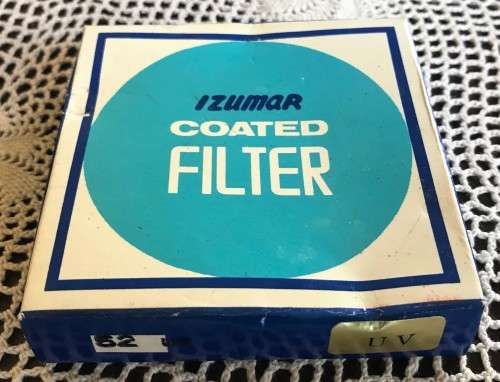 IZUMAR
COATED
FILTER
52
UV